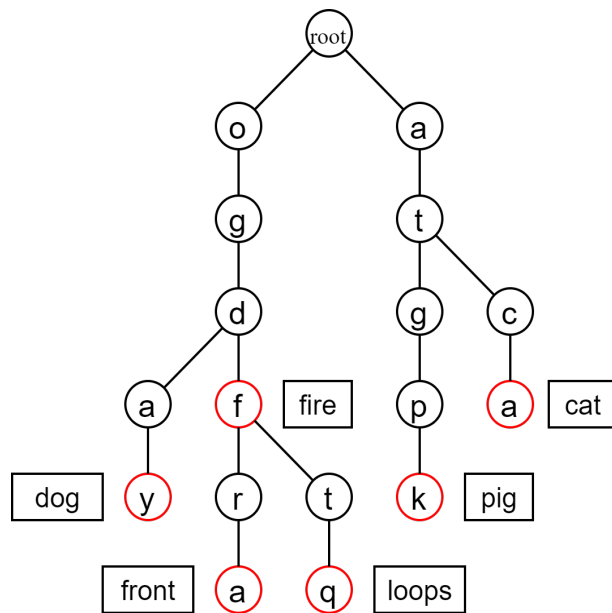 root
o a
g t
d g c
a f fire p a cat
dog y r t k pig
front a q loops